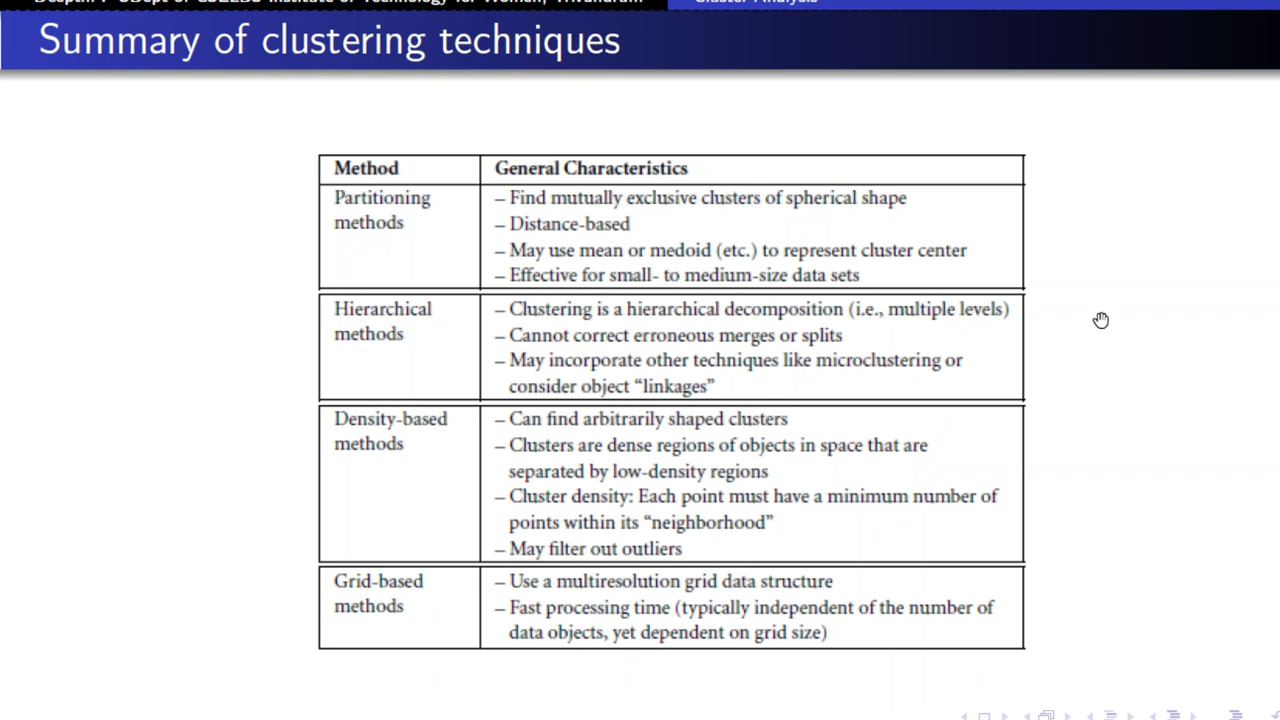 Cluster Analysis
Summary of clustering techniques
Method
General Characteristics
Partitioning
methods
– Find mutually exclusive clusters of spherical shape
– Distance-based
– May use mean or medoid (etc.) to represent cluster center
– Effective for small- to medium-size data sets
Hierarchical
methods
– Clustering is a hierarchical decomposition (i.e., multiple levels)
– Cannot correct erroneous merges or splits
– May incorporate other techniques like microclustering or
consider object “linkages”
Density-based
methods
– Can find arbitrarily shaped clusters
– Clusters are dense regions of objects in space that are
separated by low-density regions
– Cluster density: Each point must have a minimum number of
points within its “neighborhood”
– May filter out outliers
Grid-based
methods
– Use a multiresolution grid data structure
– Fast processing time (typically independent of the number of
data objects, yet dependent on grid size)